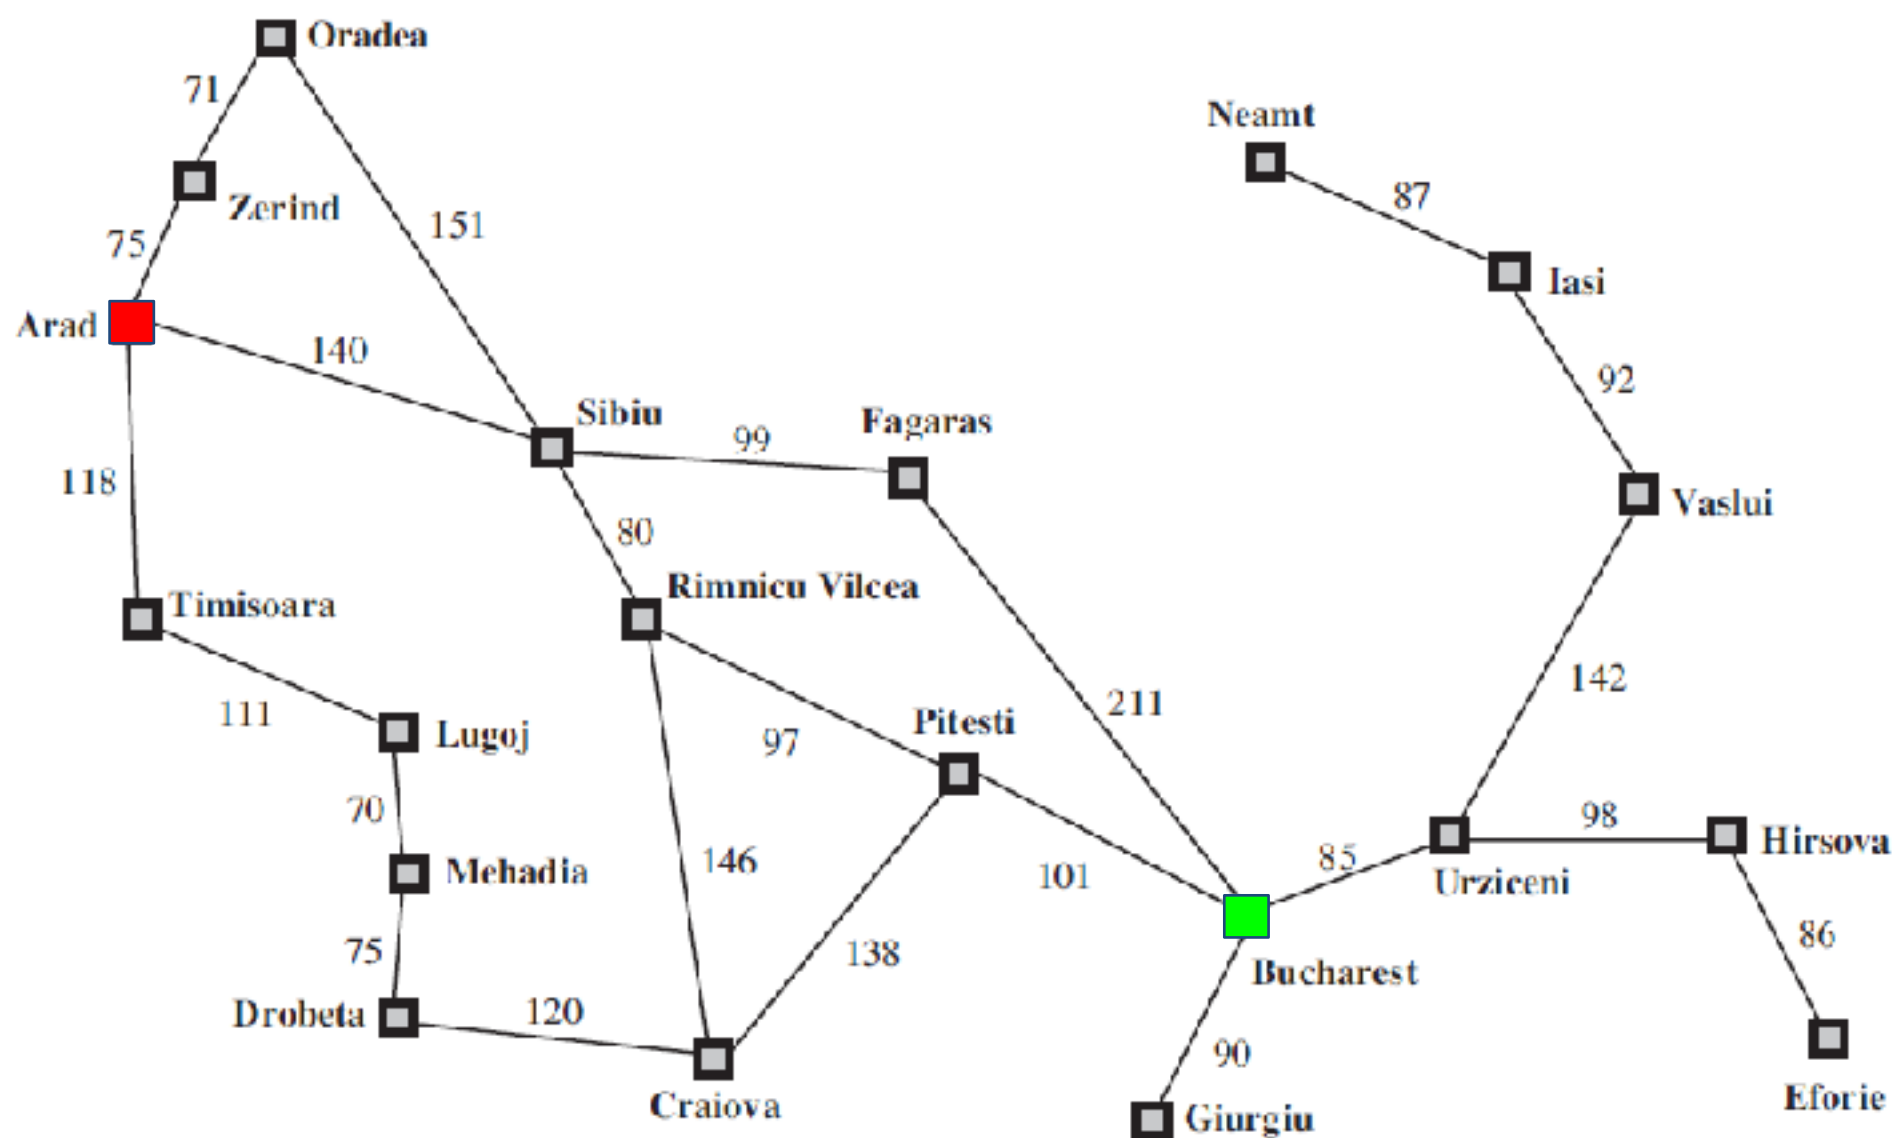 Oradea
71
Neamt
87
Zerind
151
75
Iasi
Arad
140
92
Sibiu
Fagaras
99
118
Vaslui
80
Rimnicu Vilcea
Timisoara
142
211
111
Lugoj
Pitesti
97
70
98
Hirsova
146
85
Mehadia
101
Urziceni
86
75
138
Bucharest
Drobeta
120
90
Craiova
Eforie
Giurgiu